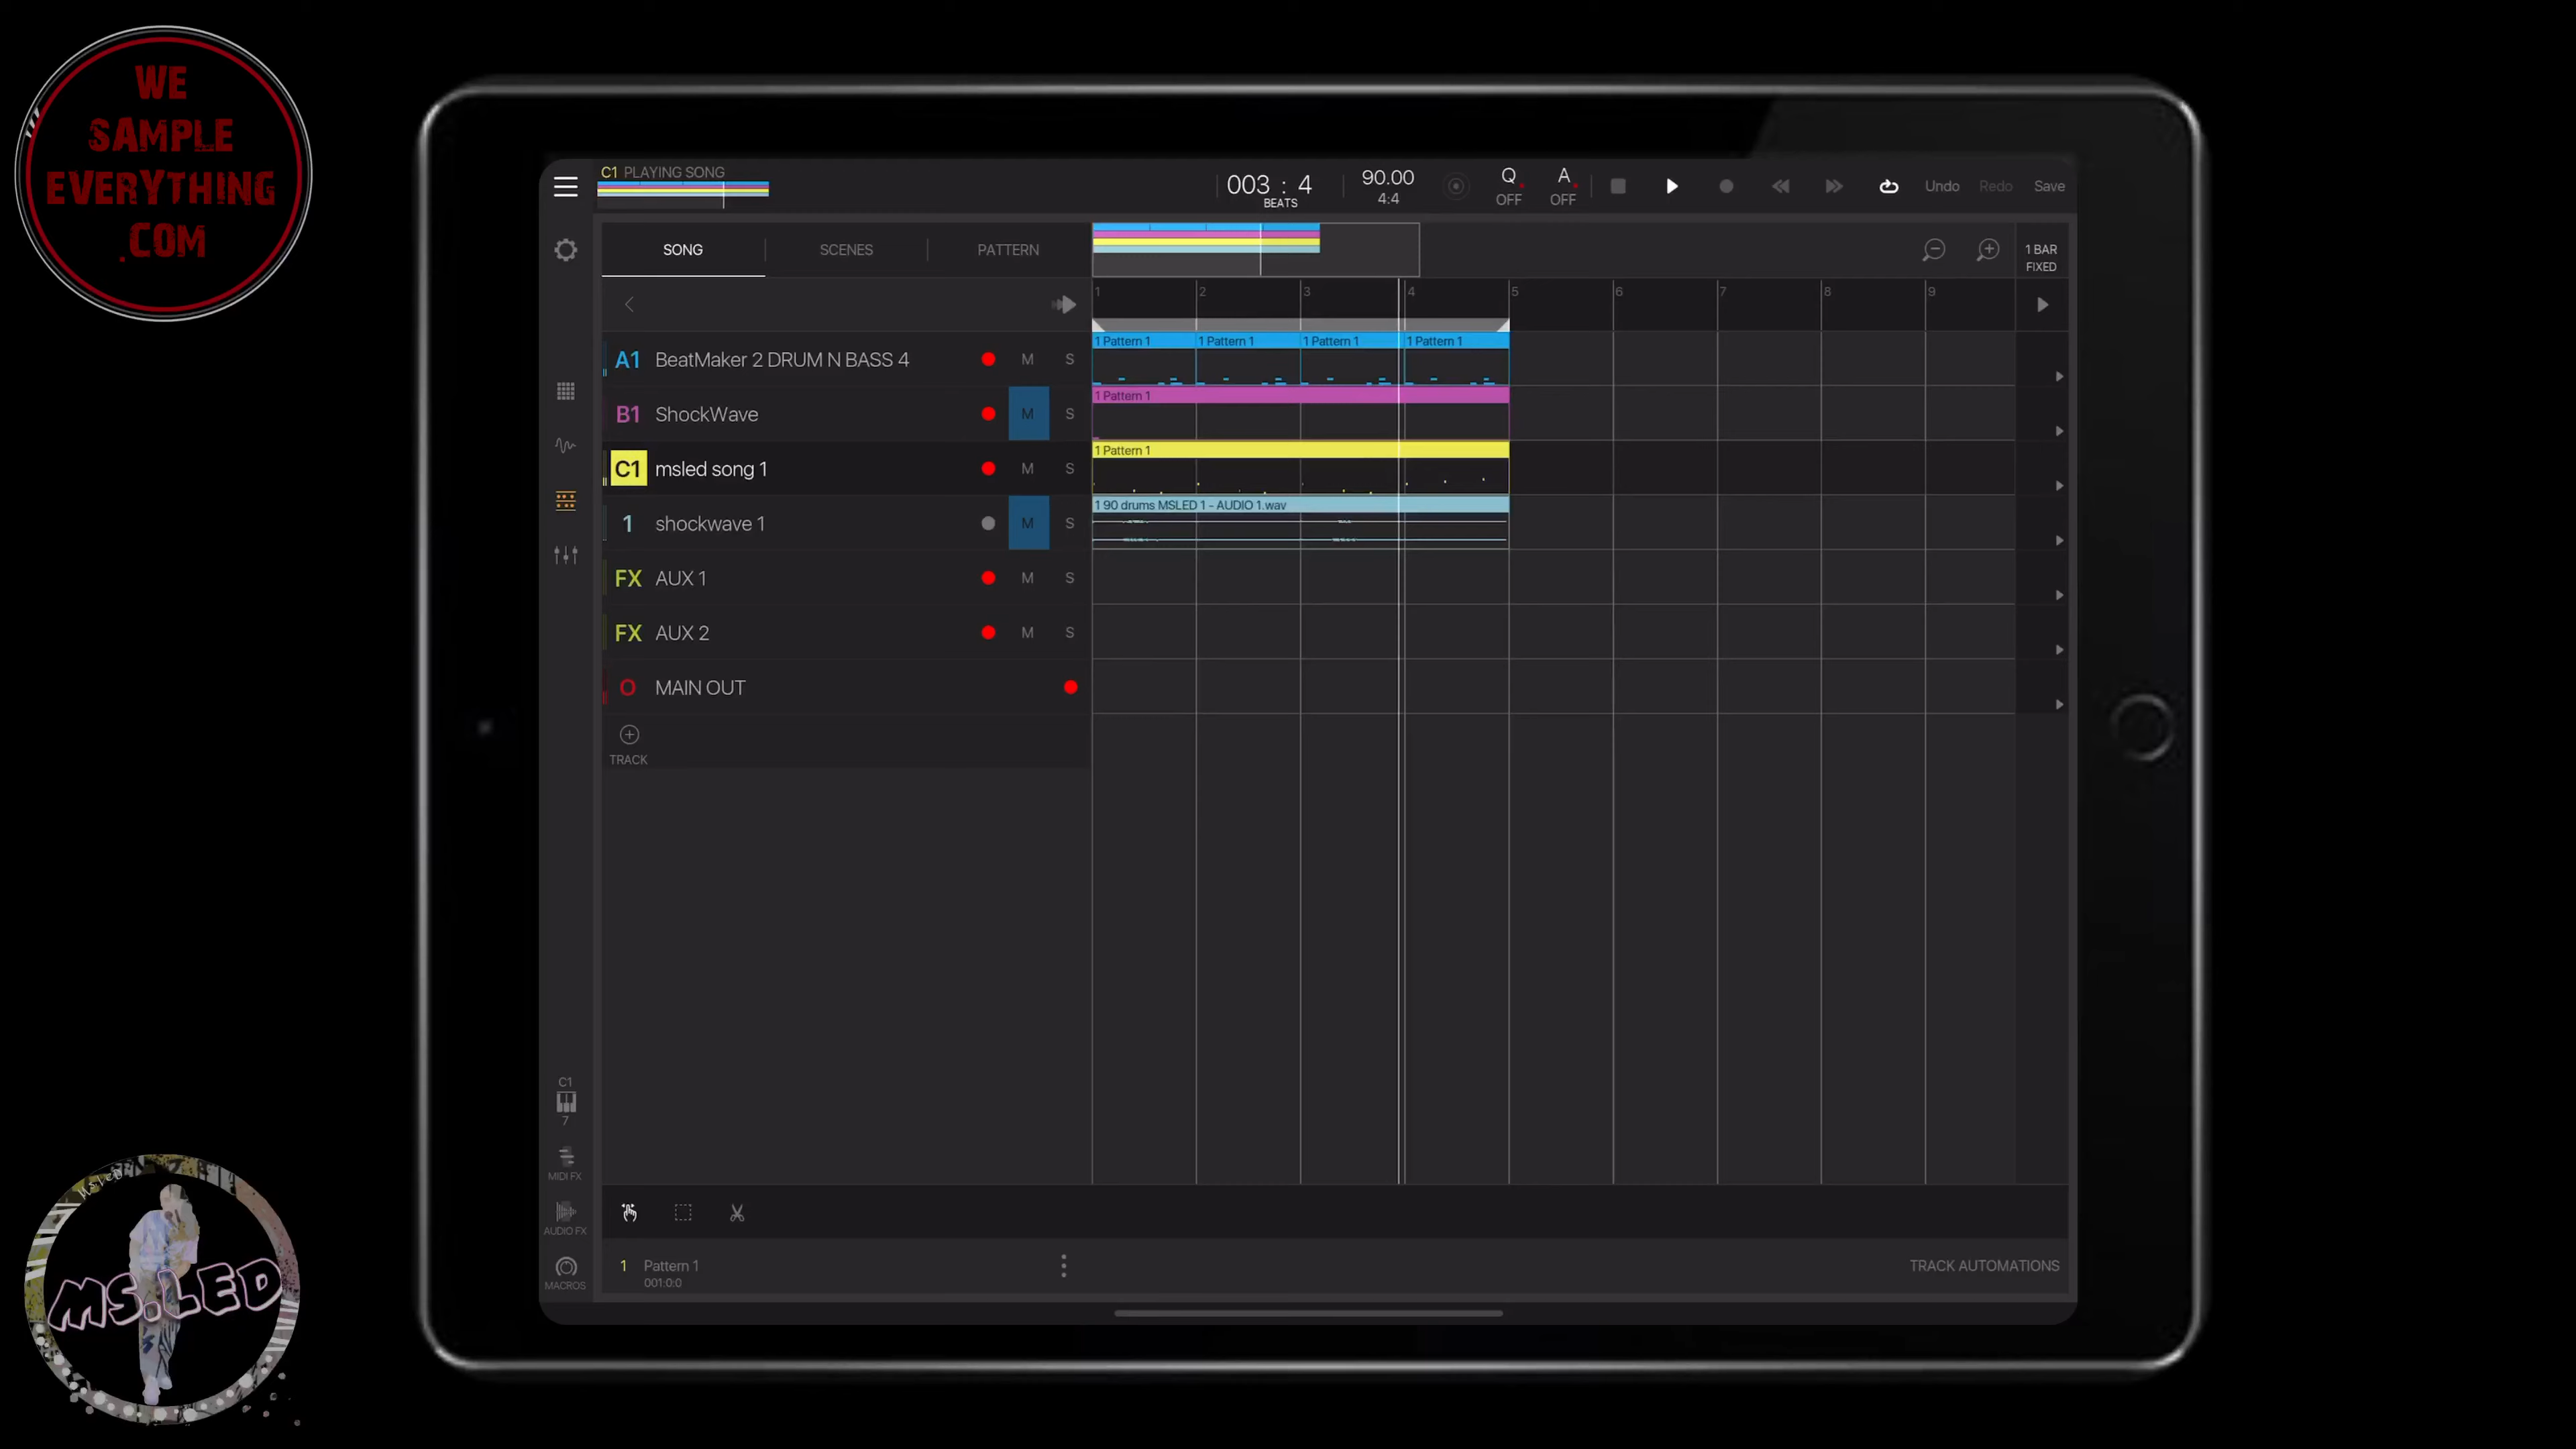 WE
SAMPLE
EVERYTHING
.COM
C1 PLAYING SONG
003 : 4
BEATS
90.00
4:4
Q
OFF
A
OFF
Undo
Redo
Save
SONG
SCENES
PATTERN
1 BAR
FIXED
1 2 3 4 5 6 7 8 9
A1 BeatMaker 2 DRUM N BASS 4 M S
1 Pattern 1 1 Pattern 1 1 Pattern 1 1 Pattern 1
B1 ShockWave M S
1 Pattern 1
C1 msled song 1 M S
1 Pattern 1
1 shockwave 1 M S
1 90 drums MSLED 1 - AUDIO 1.wav
FX AUX 1 M S
FX AUX 2 M S
O MAIN OUT
TRACK
C1
7
MIDI FX
AUDIO FX
MACROS
1 Pattern 1
001:0:0
TRACK AUTOMATIONS
MSLED
MS.LED